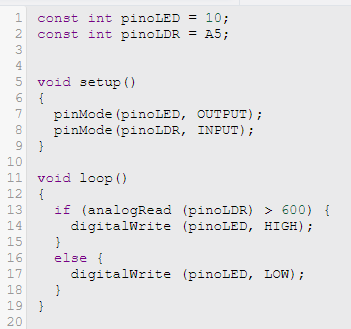 1 const int pinoLED = 10;
2 const int pinoLDR = A5;
3
4
5 void setup()
6 {
7   pinMode(pinoLED, OUTPUT);
8   pinMode(pinoLDR, INPUT);
9 }
10
11 void loop()
12 {
13   if (analogRead (pinoLDR) > 600) {
14     digitalWrite (pinoLED, HIGH);
15   }
16   else {
17     digitalWrite (pinoLED, LOW);
18   }
19 }
20